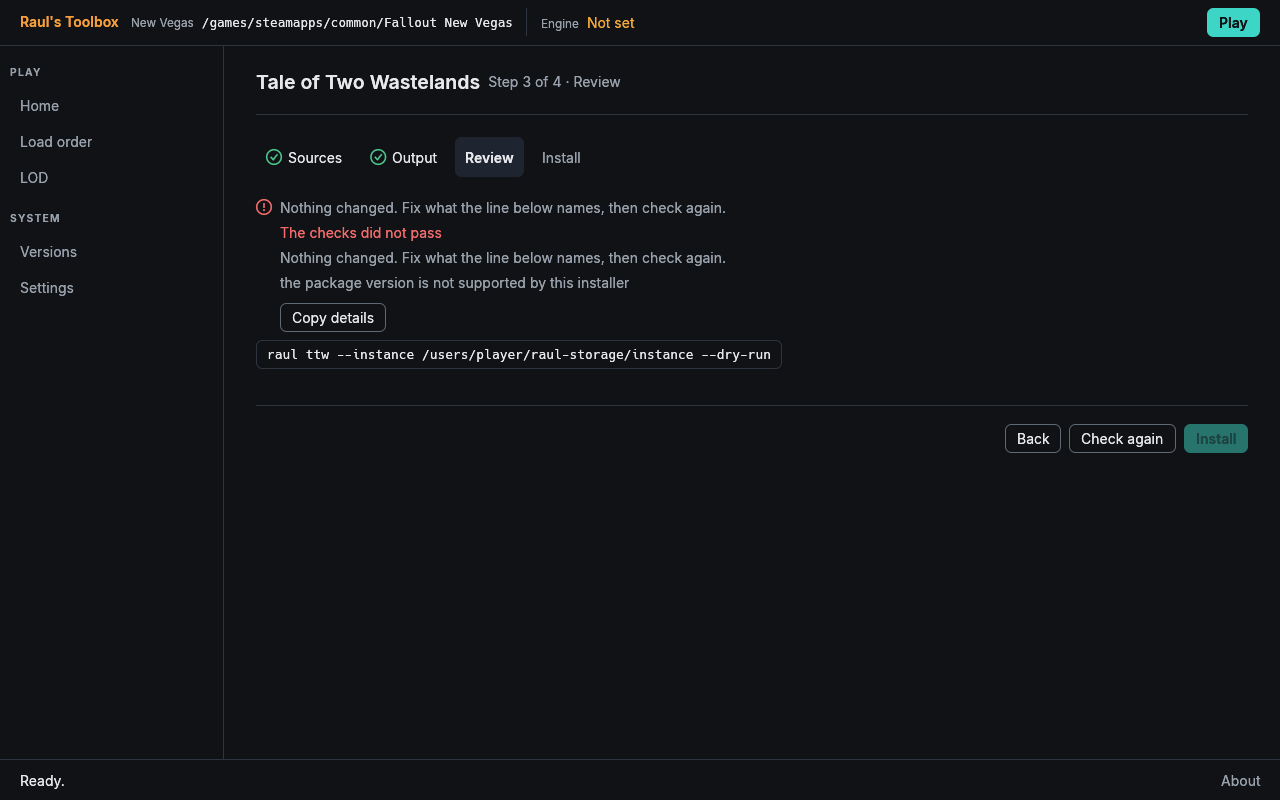 Raul's Toolbox New Vegas /games/steamapps/common/Fallout New Vegas Engine Not set Play
PLAY
Home
Load order
LOD
SYSTEM
Versions
Settings
Tale of Two Wastelands Step 3 of 4 · Review
Sources Output Review Install
Nothing changed. Fix what the line below names, then check again.
The checks did not pass
Nothing changed. Fix what the line below names, then check again.
the package version is not supported by this installer
Copy details
raul ttw --instance /users/player/raul-storage/instance --dry-run
Back Check again Install
Ready. About